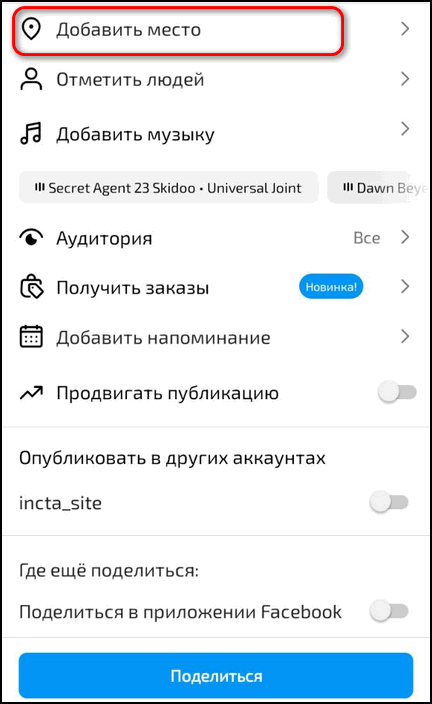 Добавить место
Отметить людей
Добавить музыку
Secret Agent 23 Skidoo • Universal Joint
Dawn Beye
Аудитория
Все
Получить заказы
Новинка!
Добавить напоминание
Продвигать публикацию
Опубликовать в других аккаунтах
incta_site
Где ещё поделиться:
Поделиться в приложении Facebook
Поделиться